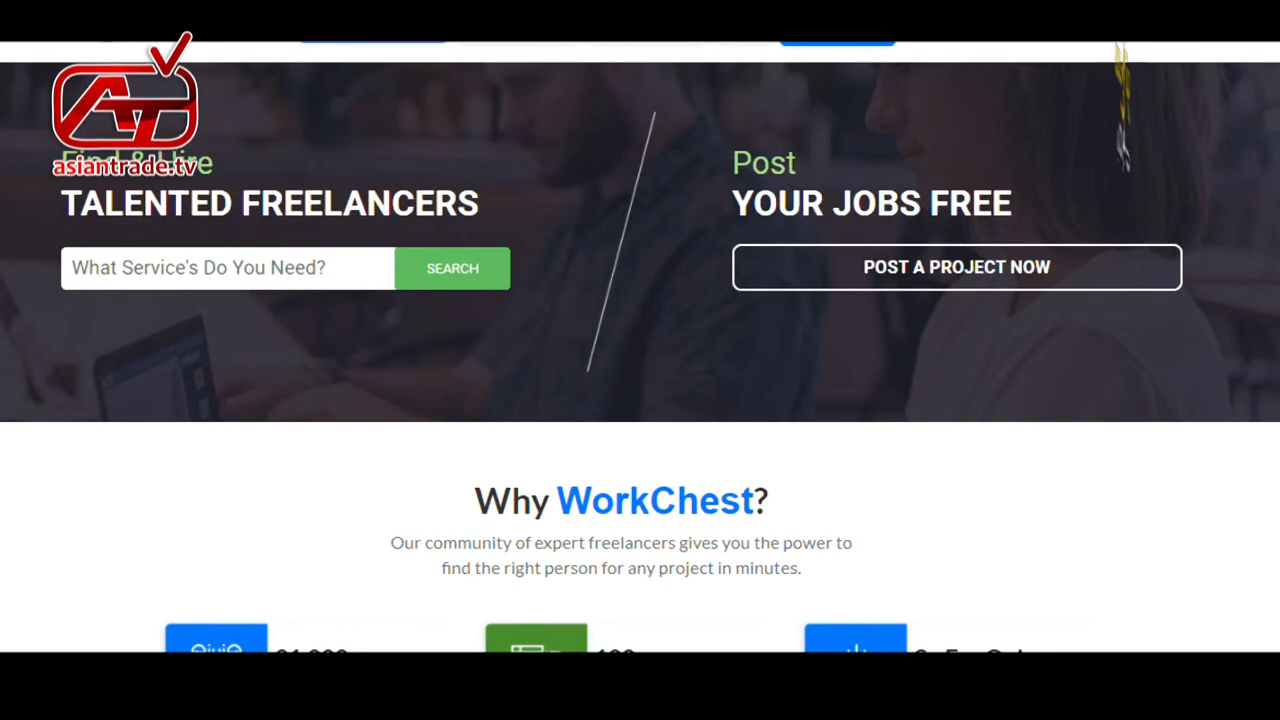 asiantrade.tv
Find & Hire
TALENTED FREELANCERS
What Service's Do You Need?
SEARCH
Post
YOUR JOBS FREE
POST A PROJECT NOW
Why WorkChest?
Our community of expert freelancers gives you the power to
find the right person for any project in minutes.